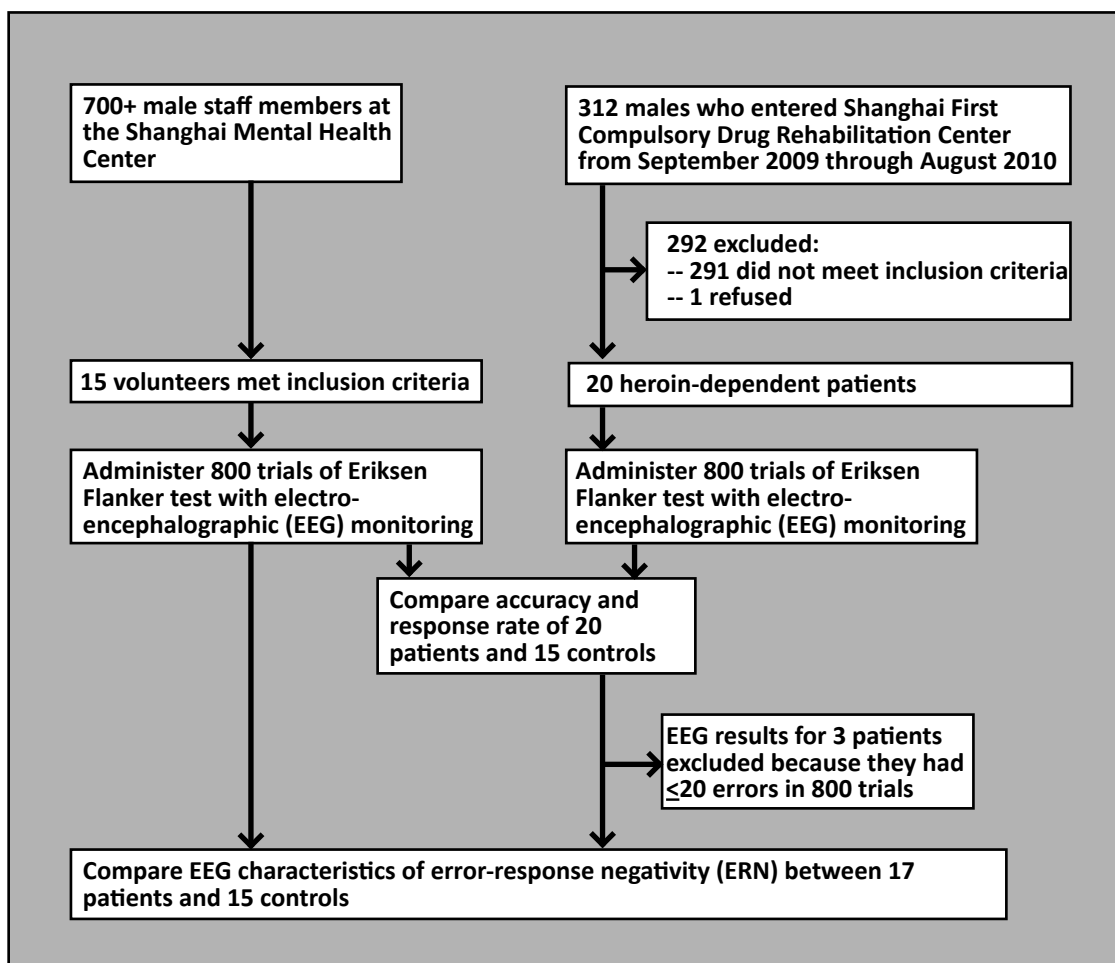 700+ male staff members at
the Shanghai Mental Health
Center
312 males who entered Shanghai First
Compulsory Drug Rehabilitation Center
from September 2009 through August 2010
292 excluded:
-- 291 did not meet inclusion criteria
-- 1 refused
15 volunteers met inclusion criteria
20 heroin-dependent patients
Administer 800 trials of Eriksen
Flanker test with electro-
encephalographic (EEG) monitoring
Administer 800 trials of Eriksen
Flanker test with electro-
encephalographic (EEG) monitoring
Compare accuracy and
response rate of 20
patients and 15 controls
EEG results for 3 patients
excluded because they had
≤20 errors in 800 trials
Compare EEG characteristics of error-response negativity (ERN) between 17
patients and 15 controls